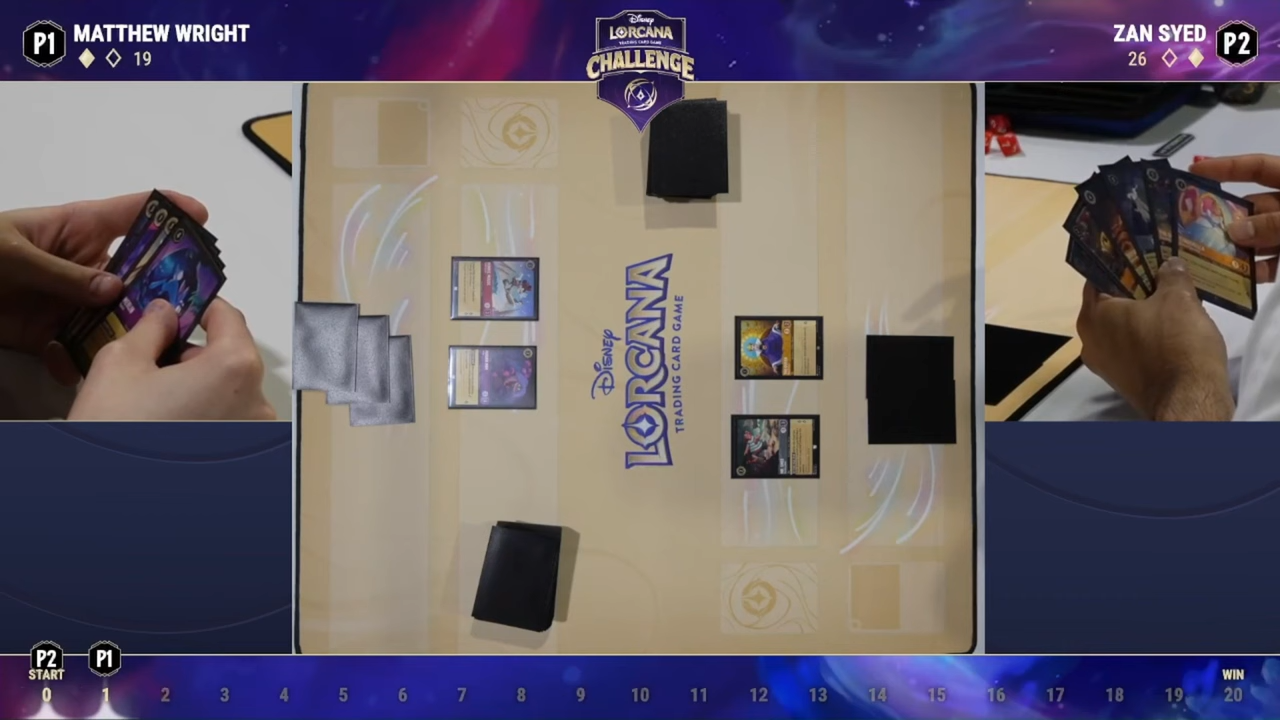 P1
MATTHEW WRIGHT
19
Disney
LORCANA
TRADING CARD GAME
CHALLENGE
ZAN SYED
26
P2
Disney
LORCANA
TRADING CARD GAME
P2
P1
START
WIN
0 1 2 3 4 5 6 7 8 9 10 11 12 13 14 15 16 17 18 19 20